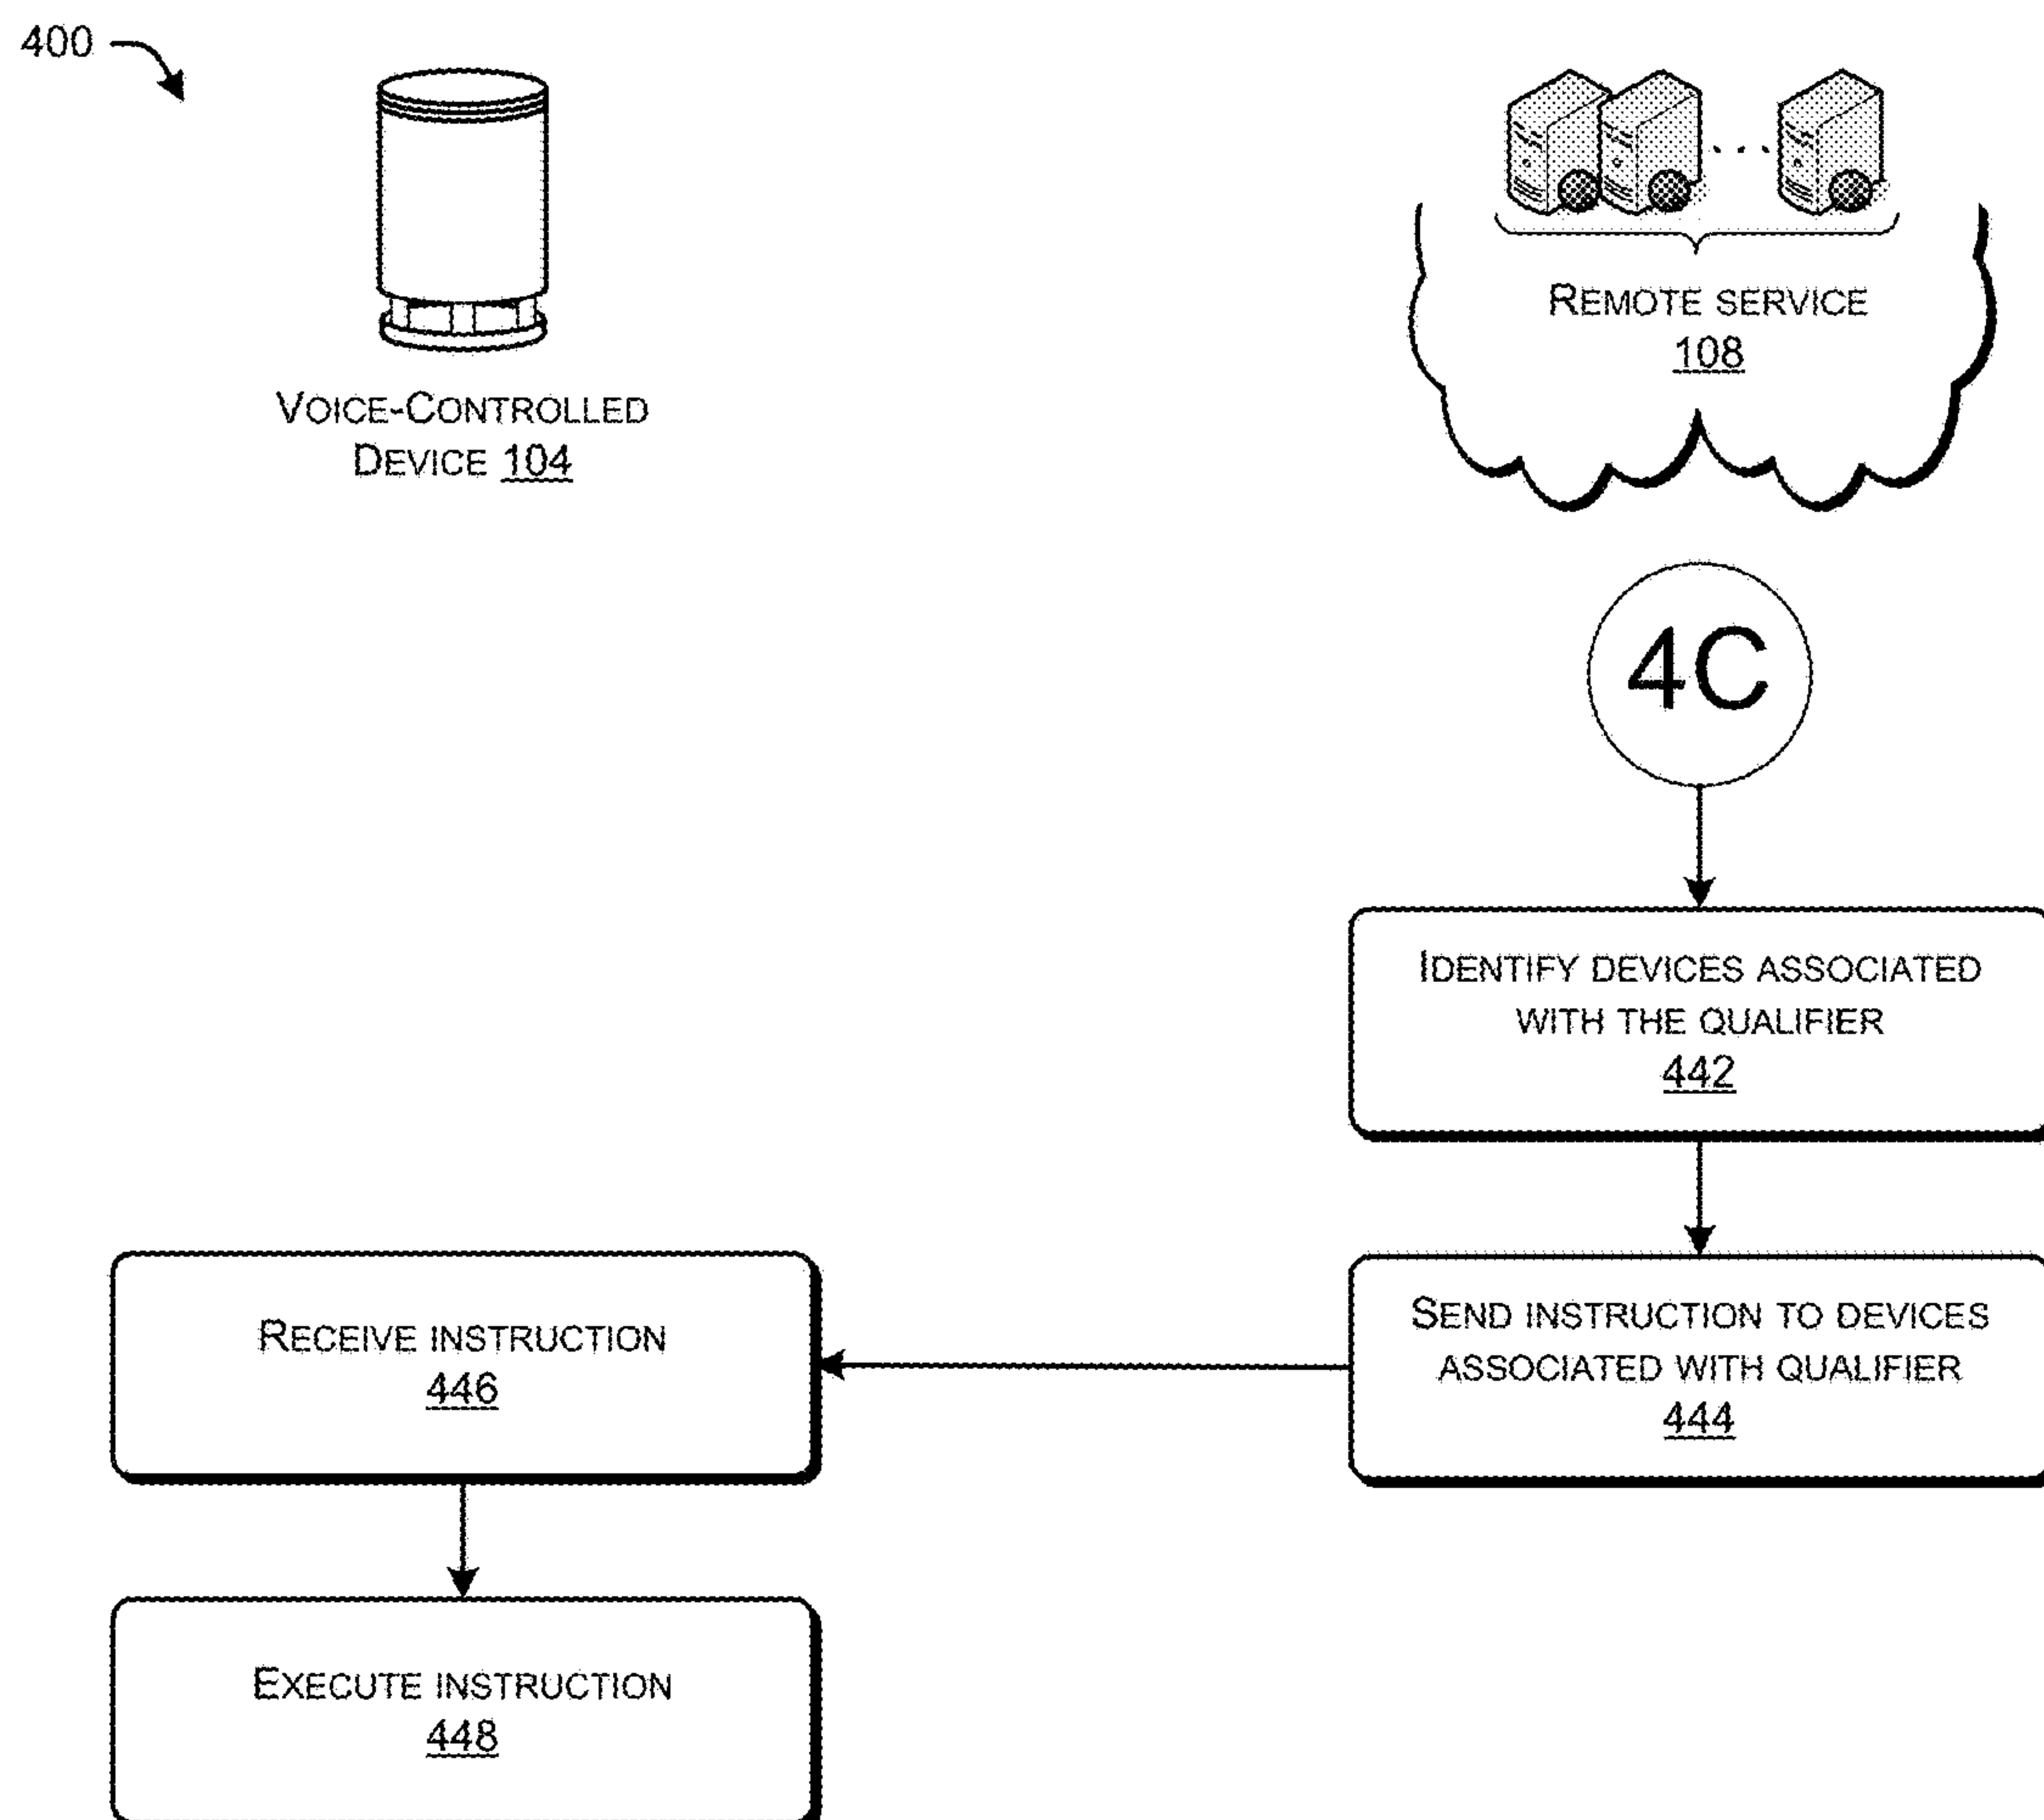 400
VOICE-CONTROLLED
DEVICE 104
REMOTE SERVICE
108
4C
IDENTIFY DEVICES ASSOCIATED
WITH THE QUALIFIER
442
SEND INSTRUCTION TO DEVICES
ASSOCIATED WITH QUALIFIER
444
RECEIVE INSTRUCTION
446
EXECUTE INSTRUCTION
448